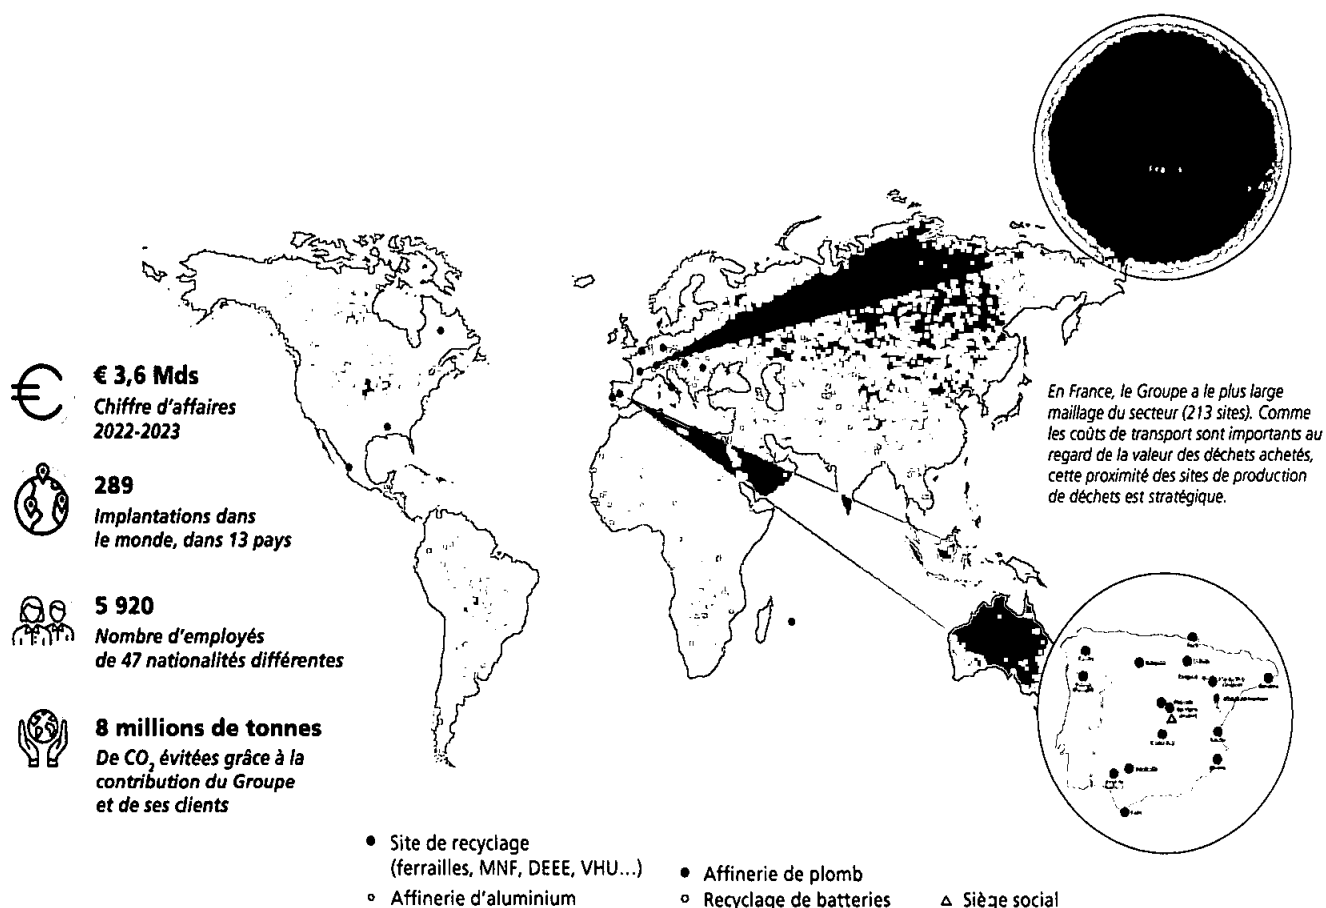 € 3,6 Mds
Chiffre d'affaires
2022-2023
289
Implantations dans
le monde, dans 13 pays
5 920
Nombre d'employés
de 47 nationalités différentes
8 millions de tonnes
De CO₂ évitées grâce à la
contribution du Groupe
et de ses clients
En France, le Groupe a le plus large
maillage du secteur (213 sites). Comme
les coûts de transport sont importants au
regard de la valeur des déchets achetés,
cette proximité des sites de production
de déchets est stratégique.
Site de recyclage
(ferrailles, MNF, DEEE, VHU...)
Affinerie d'aluminium
Affinerie de plomb
Recyclage de batteries
Siège social